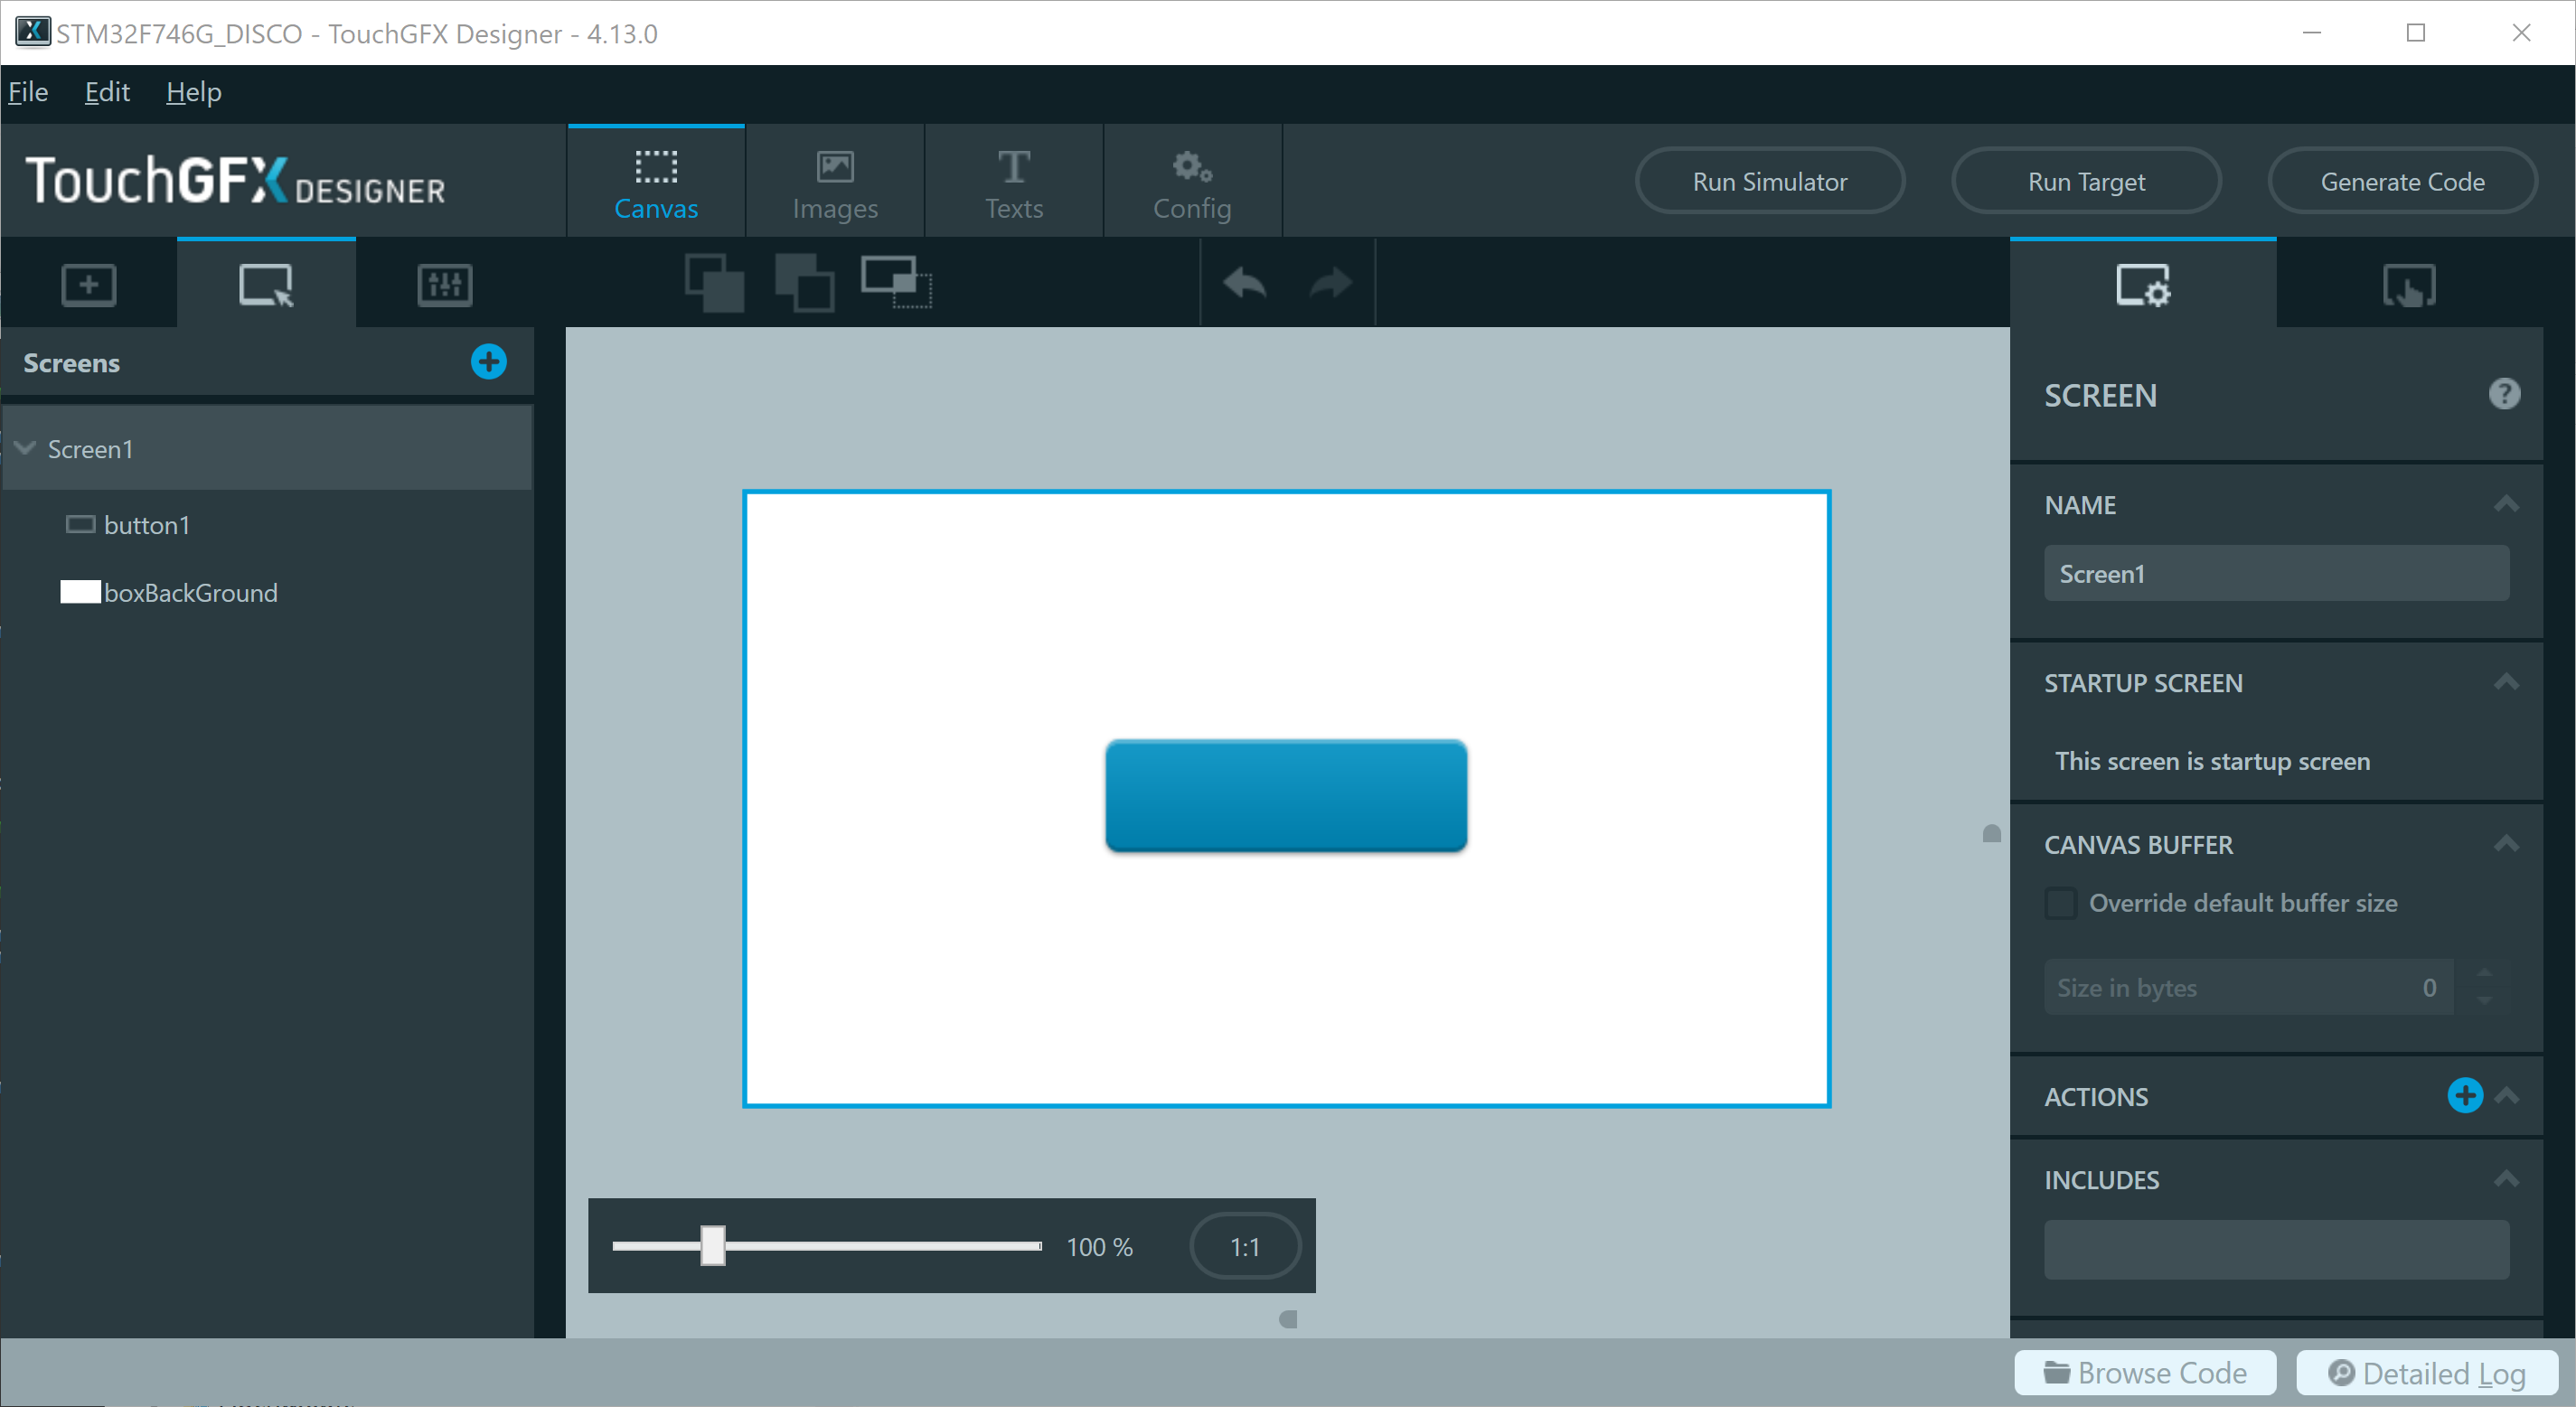 STM32F746G_DISCO - TouchGFX Designer - 4.13.0
File Edit Help
TouchGFX DESIGNER
Canvas
Images
Texts
Config
Run Simulator
Run Target
Generate Code
Screens
Screen1
button1
boxBackGround
100 %
1:1
SCREEN
?
NAME
Screen1
STARTUP SCREEN
This screen is startup screen
CANVAS BUFFER
Override default buffer size
Size in bytes 0
ACTIONS
INCLUDES
Browse Code
Detailed Log